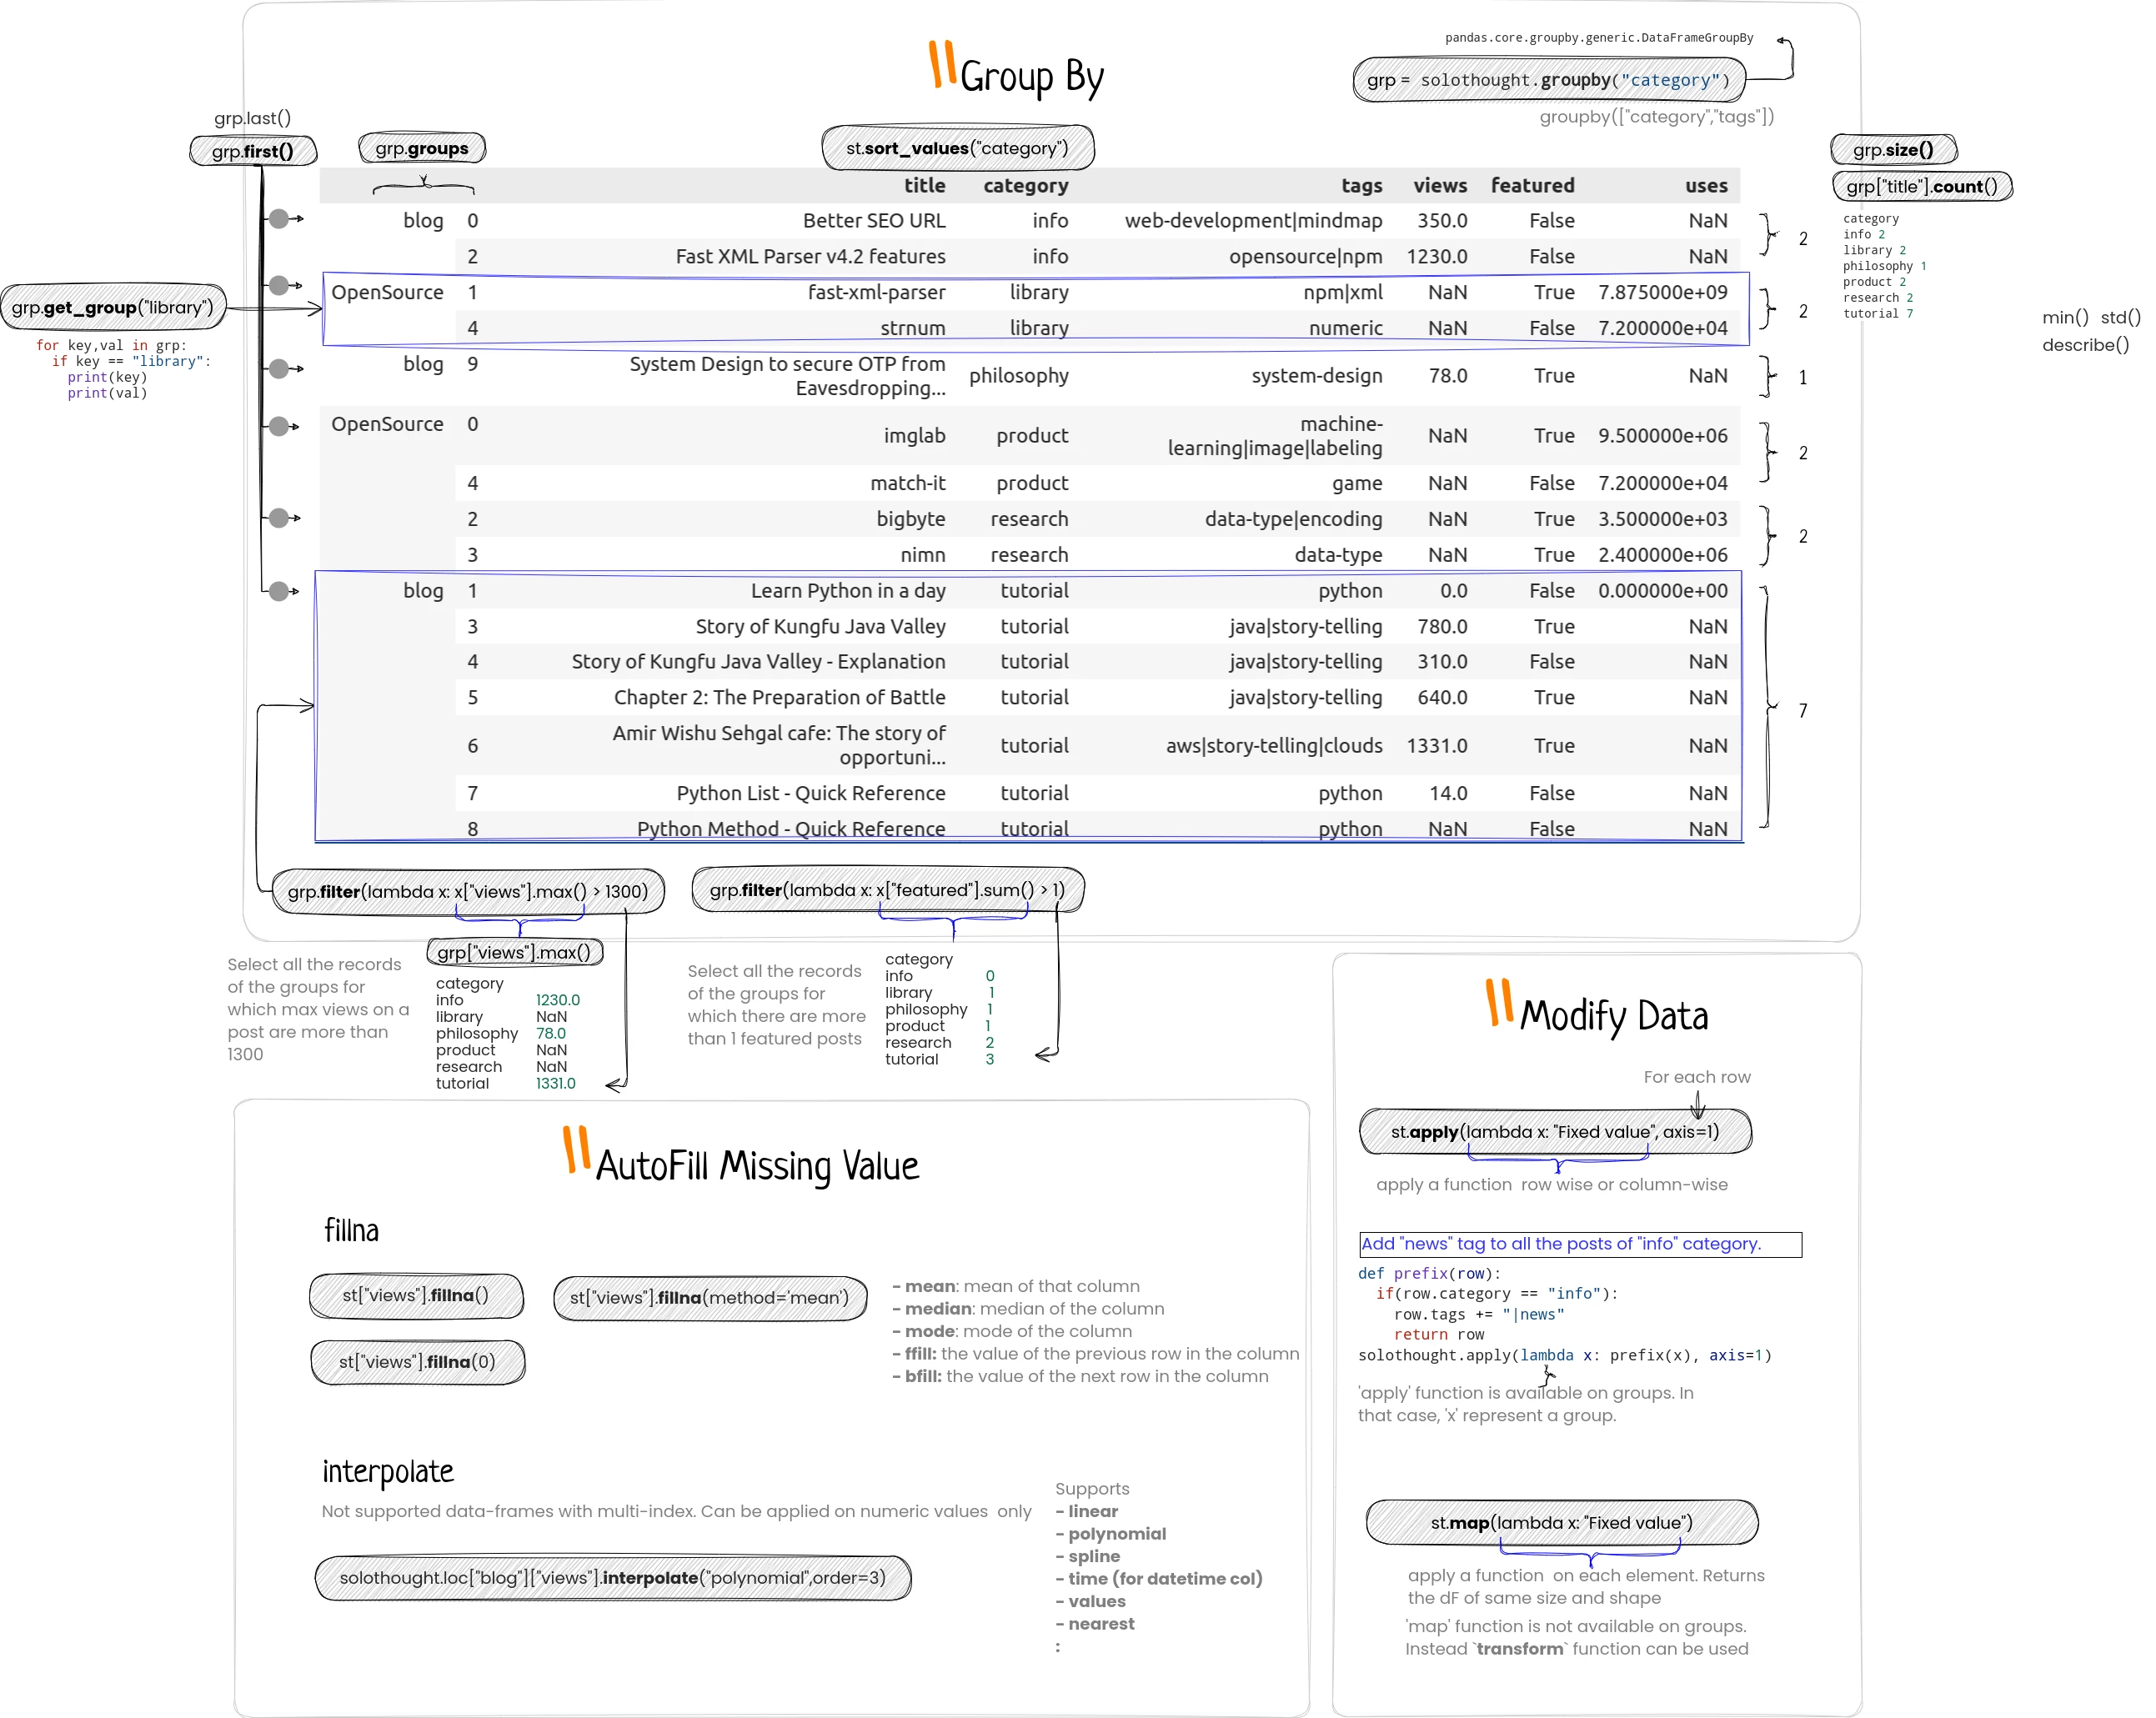 Group By
pandas.core.groupby.generic.DataFrameGroupBy
grp = solothought.groupby("category")
groupby(["category","tags"])
grp.last()
grp.first()
grp.groups
st.sort_values("category")
grp.size()
grp["title"].count()
title category tags views featured uses
blog 0 Better SEO URL info web-development|mindmap 350.0 False NaN 2
2 Fast XML Parser v4.2 features info opensource|npm 1230.0 False NaN
OpenSource 1 fast-xml-parser library npm|xml NaN True 7.875000e+09 2
4 strnum library numeric NaN False 7.200000e+04
blog 9 System Design to secure OTP from
Eavesdropping... philosophy system-design 78.0 True NaN 1
OpenSource 0 imglab product machine-
learning|image|labeling NaN True 9.500000e+06 2
4 match-it product game NaN False 7.200000e+04
2 bigbyte research data-type|encoding NaN True 3.500000e+03 2
3 nimn research data-type NaN True 2.400000e+06
blog 1 Learn Python in a day tutorial python 0.0 False 0.000000e+00
3 Story of Kungfu Java Valley tutorial java|story-telling 780.0 True NaN
4 Story of Kungfu Java Valley - Explanation tutorial java|story-telling 310.0 False NaN
5 Chapter 2: The Preparation of Battle tutorial java|story-telling 640.0 True NaN 7
6 Amir Wishu Sehgal cafe: The story of
opportuni... tutorial aws|story-telling|clouds 1331.0 True NaN
7 Python List - Quick Reference tutorial python 14.0 False NaN
8 Python Method - Quick Reference tutorial python NaN False NaN
category
info 2
library 2
philosophy 1
product 2
research 2
tutorial 7
min() std()
describe()
grp.get_group("library")
for key,val in grp:
if key == "library":
print(key)
print(val)
grp.filter(lambda x: x["views"].max() > 1300)
grp["views"].max()
Select all the records
of the groups for
which max views on a
post are more than
1300
category
info 1230.0
library NaN
philosophy 78.0
product NaN
research NaN
tutorial 1331.0
grp.filter(lambda x: x["featured"].sum() > 1)
Select all the records
of the groups for
which there are more
than 1 featured posts
category
info 0
library 1
philosophy 1
product 1
research 2
tutorial 3
AutoFill Missing Value
fillna
st["views"].fillna()
st["views"].fillna(method='mean')
st["views"].fillna(0)
- mean: mean of that column
- median: median of the column
- mode: mode of the column
- ffill: the value of the previous row in the column
- bfill: the value of the next row in the column
interpolate
Not supported data-frames with multi-index. Can be applied on numeric values only
solothought.loc["blog"]["views"].interpolate("polynomial",order=3)
Supports
- linear
- polynomial
- spline
- time (for datetime col)
- values
- nearest
:
Modify Data
For each row
st.apply(lambda x: "Fixed value", axis=1)
apply a function row wise or column-wise
Add "news" tag to all the posts of "info" category.
def prefix(row):
if(row.category == "info"):
row.tags += "|news"
return row
solothought.apply(lambda x: prefix(x), axis=1)
'apply' function is available on groups. In
that case, 'x' represent a group.
st.map(lambda x: "Fixed value")
apply a function on each element. Returns
the dF of same size and shape
'map' function is not available on groups.
Instead `transform` function can be used